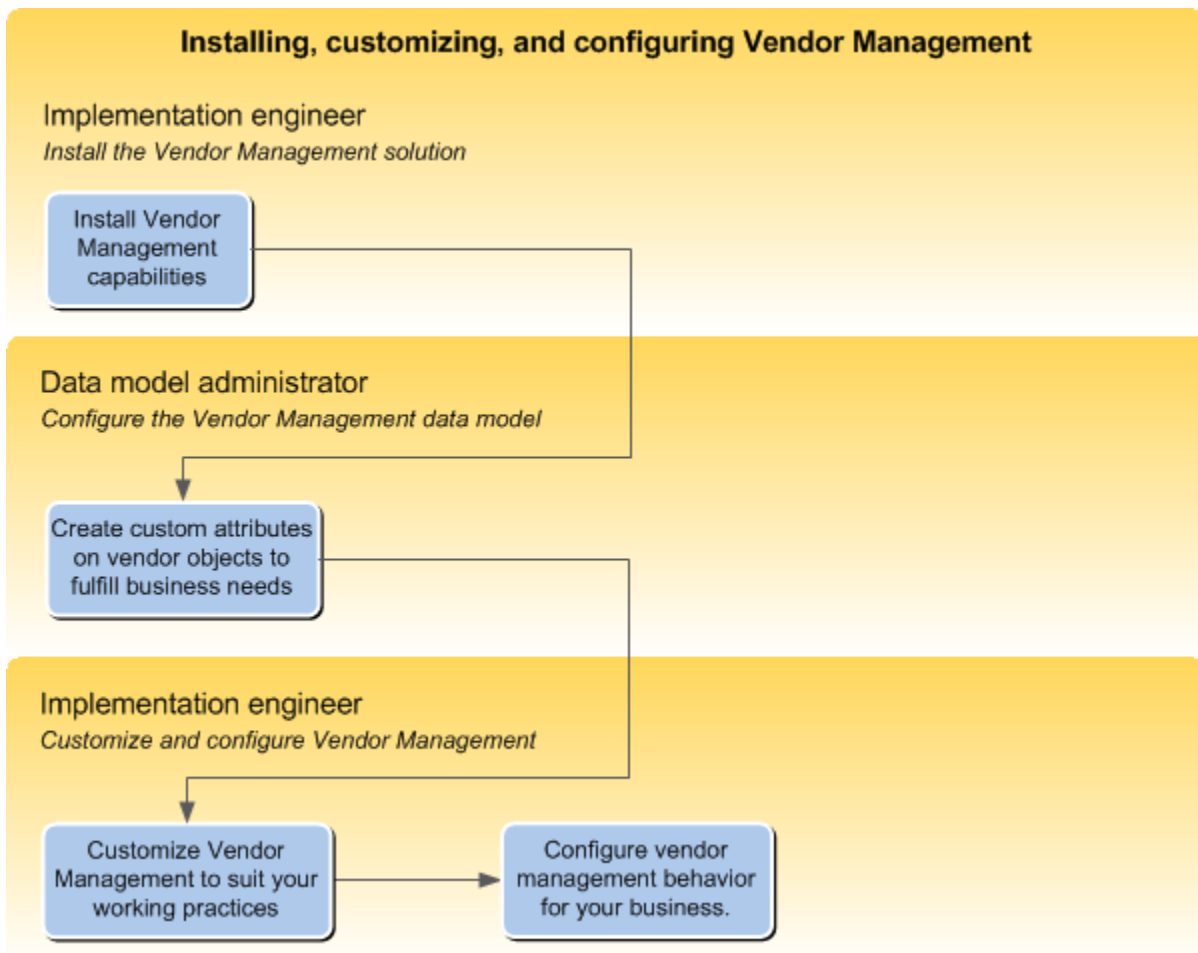 Installing, customizing, and configuring Vendor Management
Implementation engineer
Install the Vendor Management solution
Install Vendor
Management
capabilities
Data model administrator
Configure the Vendor Management data model
Create custom attributes
on vendor objects to
fulfill business needs
Implementation engineer
Customize and configure Vendor Management
Customize Vendor
Management to suit your
working practices
Configure vendor
management behavior
for your business.